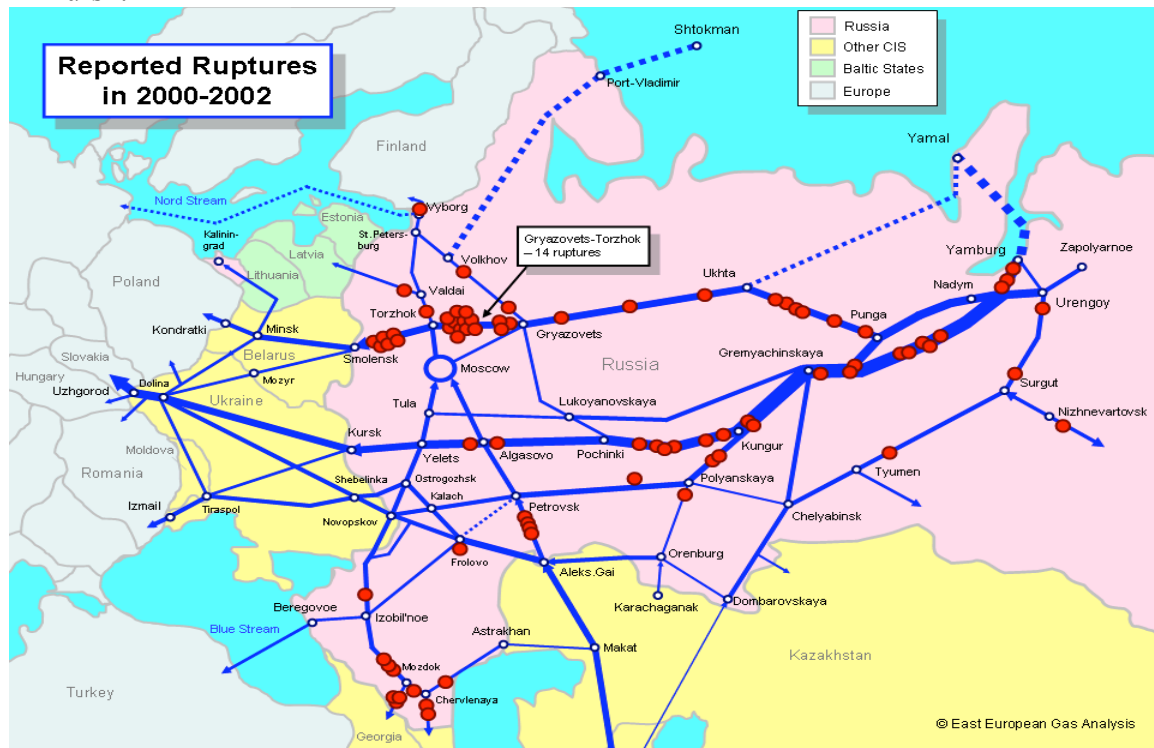 Reported Ruptures
in 2000-2002
Russia
Other CIS
Baltic States
Europe
Shtokman
Port-Vladimir
Yamal
Finland
Nord Stream
Vyborg
Estonia
St.Peters-
burg
Kalinin-
grad
Latvia
Volkhov
Gryazovets-Torzhok
– 14 ruptures
Lithuania
Valdai
Ukhta
Yamburg
Zapolyarnoe
Poland
Torzhok
Nadym
Urengoy
Kondratki
Minsk
Gryazovets
Punga
Belarus
Smolensk
Russia
Gremyachinskaya
Slovakia
Moscow
Mozyr
Hungary
Dolina
Uzhgorod
Ukraine
Surgut
Tula
Lukoyanovskaya
Nizhnevartovsk
Kursk
Moldova
Yelets
Algasovo
Pochinki
Kungur
Romania
Shebelinka
Ostrogozhsk
Tyumen
Kalach
Polyanskaya
Izmail
Tiraspol
Novopskov
Petrovsk
Chelyabinsk
Frolovo
Aleks.Gai
Orenburg
Beregovoe
Karachaganak
Dombarovskaya
Izobil'noe
Blue Stream
Astrakhan
Makat
Kazakhstan
Mozdok
Turkey
Chervlenaya
Georgia
© East European Gas Analysis